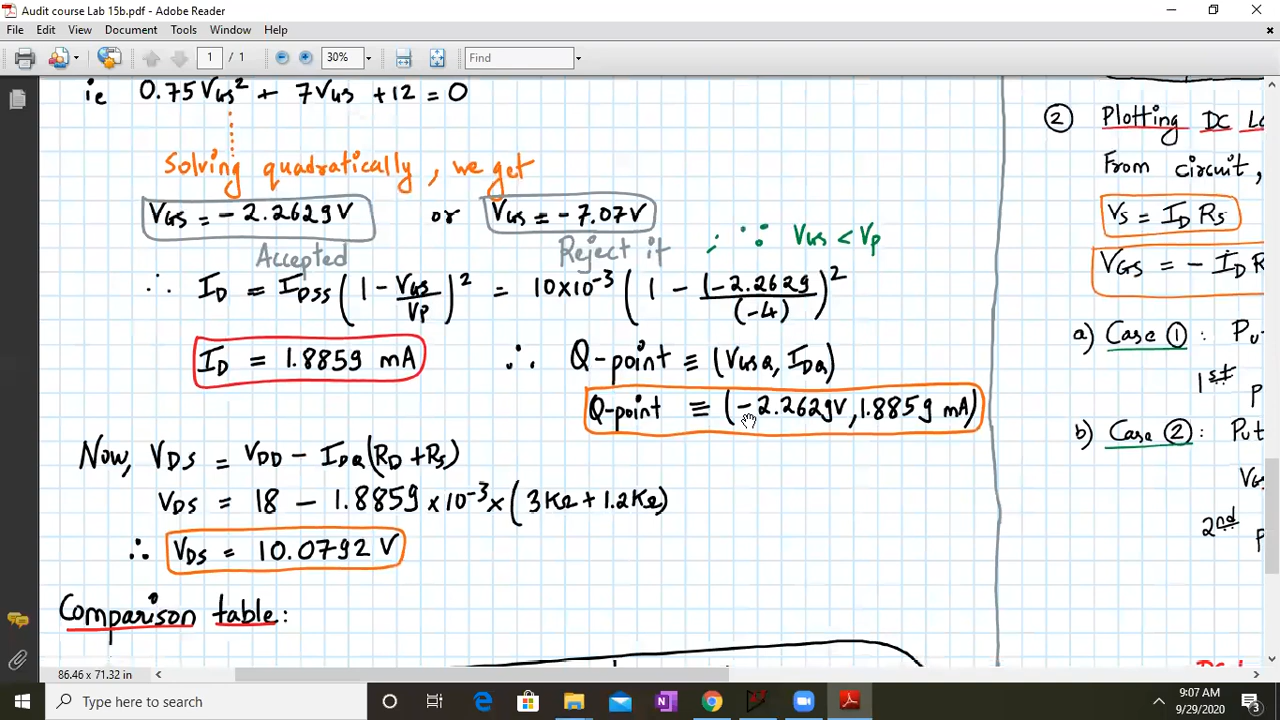 Audit course Lab 15b.pdf - Adobe Reader
File Edit View Document Tools Window Help
1 / 1 30% Find
ie 0.75 VGS² + 7VGS + 12 = 0
Solving quadratically, we get
VGS = - 2.2629V or VGS = - 7.07V
Accepted Reject it ; ∵ VGS < VP
∴ ID = IDSS (1 - VGS/VP)² = 10×10⁻³ (1 - (-2.2629)/(-4))²
ID = 1.8859 mA ∴ Q-point ≡ (VGSQ, IDQ)
Q-point ≡ (-2.2629V, 1.8859 mA)
Now, VDS = VDD - IDQ(RD + RS)
VDS = 18 - 1.8859 × 10⁻³ × (3KΩ + 1.2KΩ)
∴ VDS = 10.0792 V
Comparison table:
② Plotting DC
From circuit,
VS = ID RS
VGS = - ID
a) Case ① :
1st
b) Case ② :
2nd
86.46 x 71.32 in
Type here to search
9:07 AM
9/29/2020
3